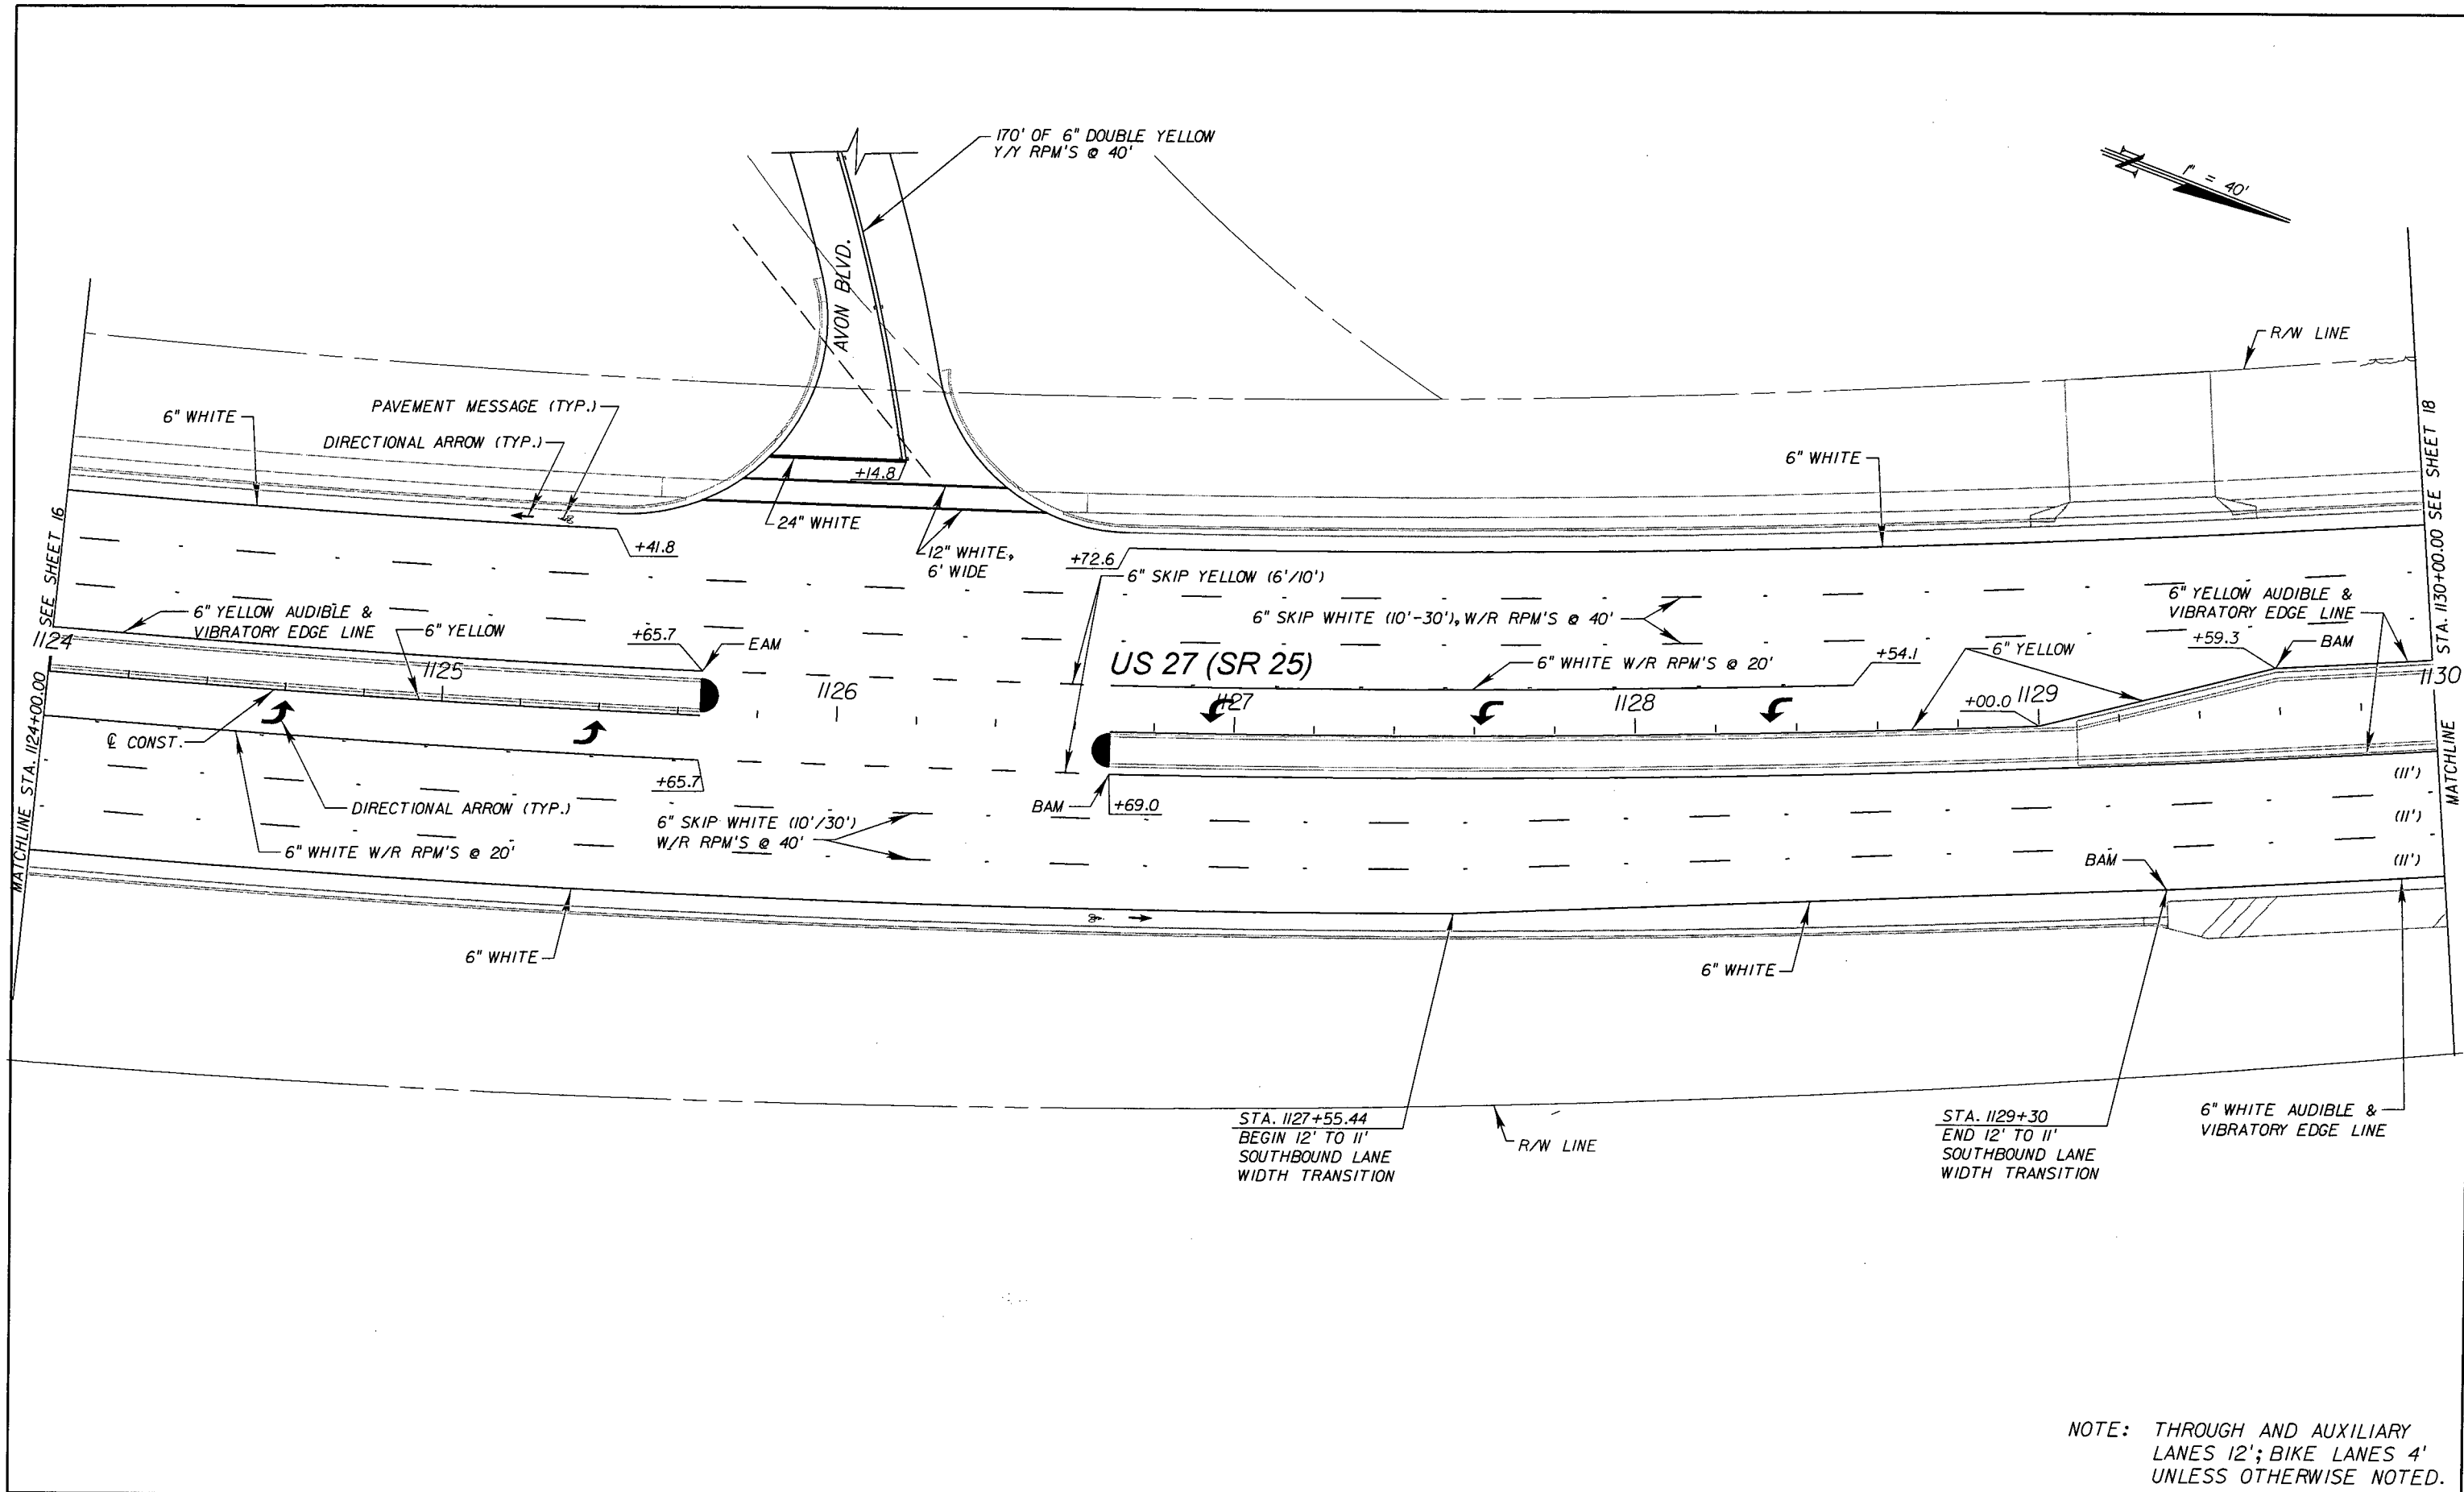 170' OF 6" DOUBLE YELLOW
Y/Y RPM'S @ 40'
N
1" = 40'
AVON BLVD.
R/W LINE
PAVEMENT MESSAGE (TYP.)
6" WHITE
DIRECTIONAL ARROW (TYP.)
+14.8
6" WHITE
24" WHITE
+41.8
12" WHITE,
6' WIDE
+72.6
6" SKIP YELLOW (6'/10')
6" YELLOW AUDIBLE &
VIBRATORY EDGE LINE
6" YELLOW
+65.7
EAM
6" SKIP WHITE (10'-30'), W/R RPM'S @ 40'
6" YELLOW AUDIBLE &
VIBRATORY EDGE LINE
+59.3
BAM
US 27 (SR 25)
6" WHITE W/R RPM'S @ 20'
+54.1
6" YELLOW
1124
1125
1126
1127
1128
+00.0
1129
1130
MATCHLINE STA. 1124+00.00 SEE SHEET 16
MATCHLINE STA. 1130+00.00 SEE SHEET 18
℄ CONST.
DIRECTIONAL ARROW (TYP.)
+65.7
BAM
+69.0
6" SKIP WHITE (10'/30')
W/R RPM'S @ 40'
6" WHITE W/R RPM'S @ 20'
(11')
(11')
(11')
BAM
6" WHITE
6" WHITE
STA. 1127+55.44
BEGIN 12' TO 11'
SOUTHBOUND LANE
WIDTH TRANSITION
R/W LINE
STA. 1129+30
END 12' TO 11'
SOUTHBOUND LANE
WIDTH TRANSITION
6" WHITE AUDIBLE &
VIBRATORY EDGE LINE
NOTE: THROUGH AND AUXILIARY
LANES 12'; BIKE LANES 4'
UNLESS OTHERWISE NOTED.